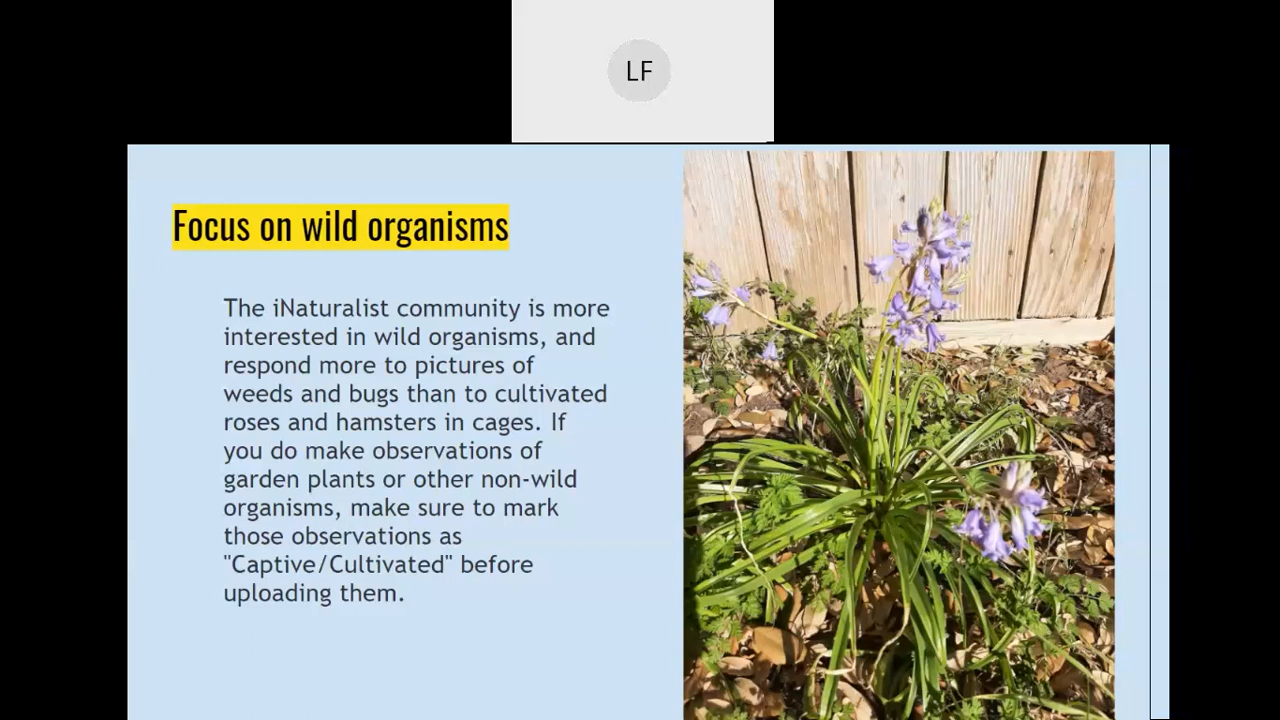 LF
Focus on wild organisms
The iNaturalist community is more
interested in wild organisms, and
respond more to pictures of
weeds and bugs than to cultivated
roses and hamsters in cages. If
you do make observations of
garden plants or other non-wild
organisms, make sure to mark
those observations as
"Captive/Cultivated" before
uploading them.